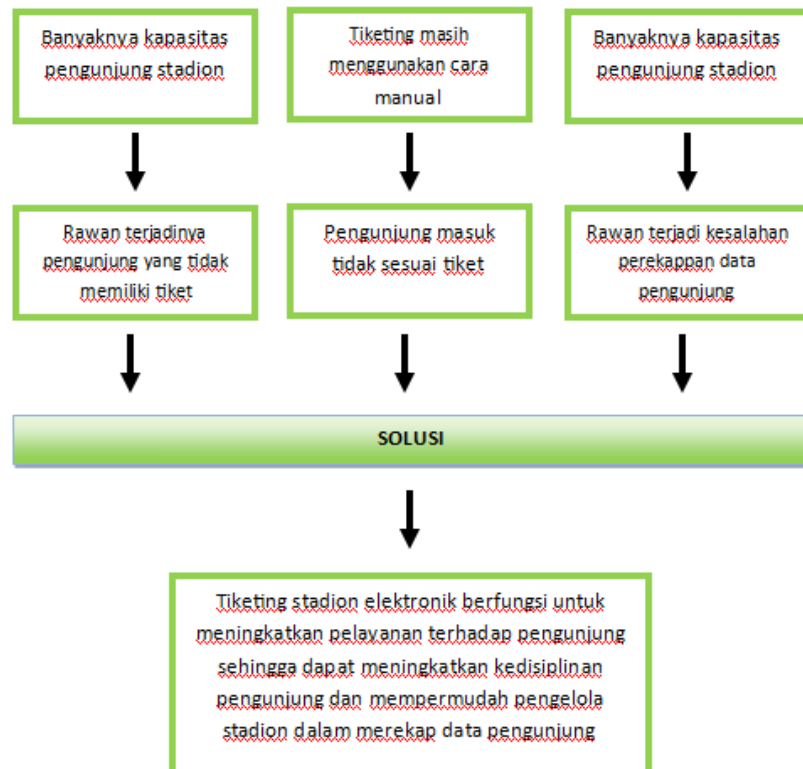 Banyaknya kapasitas
pengunjung stadion
Tiketing masih
menggunakan cara
manual
Banyaknya kapasitas
pengunjung stadion
Rawan terjadinya
pengunjung yang tidak
memiliki tiket
Pengunjung masuk
tidak sesuai tiket
Rawan terjadi kesalahan
perekappan data
pengunjung
SOLUSI
Tiketing stadion elektronik berfungsi untuk
meningkatkan pelayanan terhadap pengunjung
sehingga dapat meningkatkan kedisiplinan
pengunjung dan mempermudah pengelola
stadion dalam merekap data pengunjung